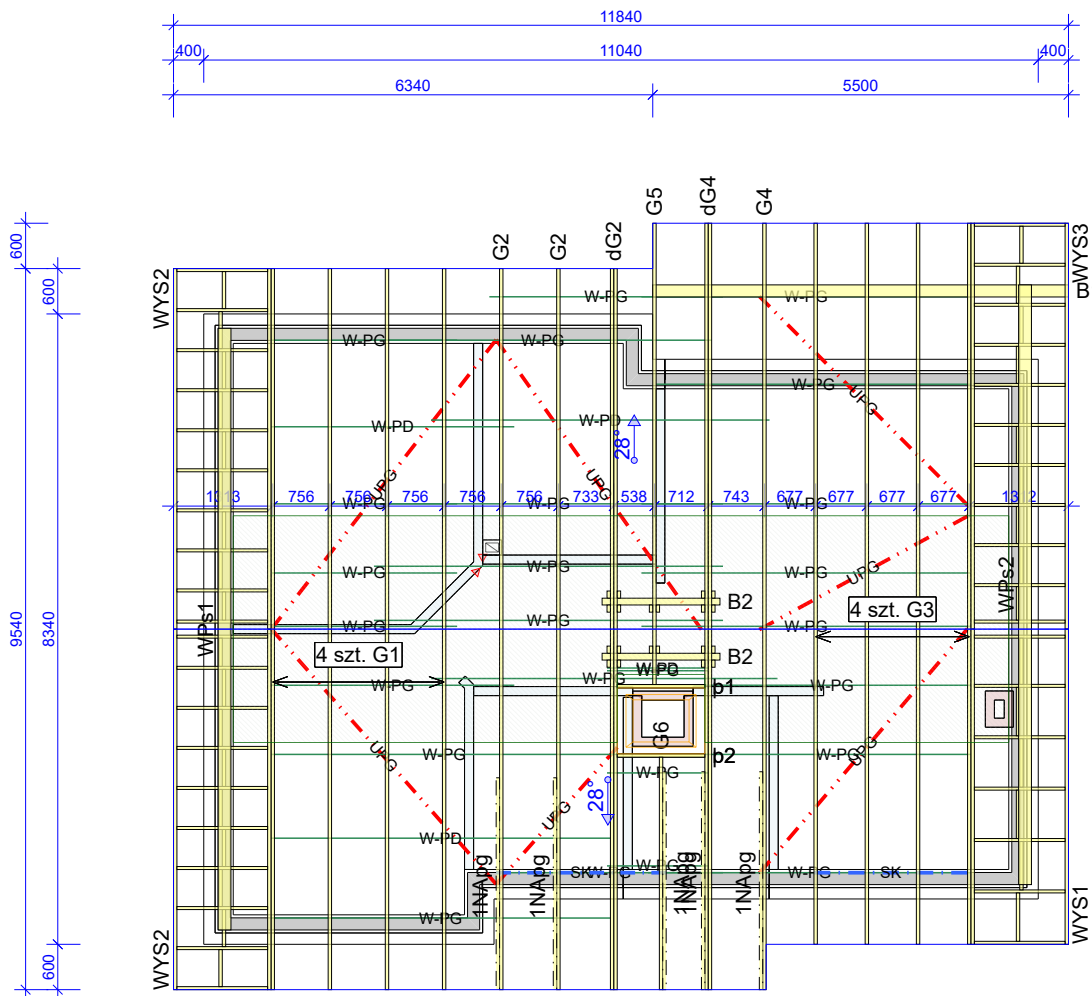 11840
400 11040 400
6340 5500
G5 dG4 G4
G2 G2 dG2
WYS2 WYS3
600 600
B
W-PG W-PG
W-PG W-PG
W-PG
UPG
W-PD W-PD
28°
UPG UPG
1313 756 756 756 756 756 733 538 712 743 677 677 677 677 1312
W-PG W-PG W-PG
W-PG W-PG W-PG
UPG
WPs1 WPs2
B2
4 szt. G3
W-PG W-PG W-PG
9540 8340
4 szt. G1
B2
W-PD
W-PG W-PG W-PG
p1
G6
UPG W-PG p2 W-PG UPG
W-PG
28°
UPG
W-PD
W-PG
SK W-PG W-PG SK
1NApg 1NApg 1NApg 1NApg 1NApg
W-PG
WYS2 WYS1
600